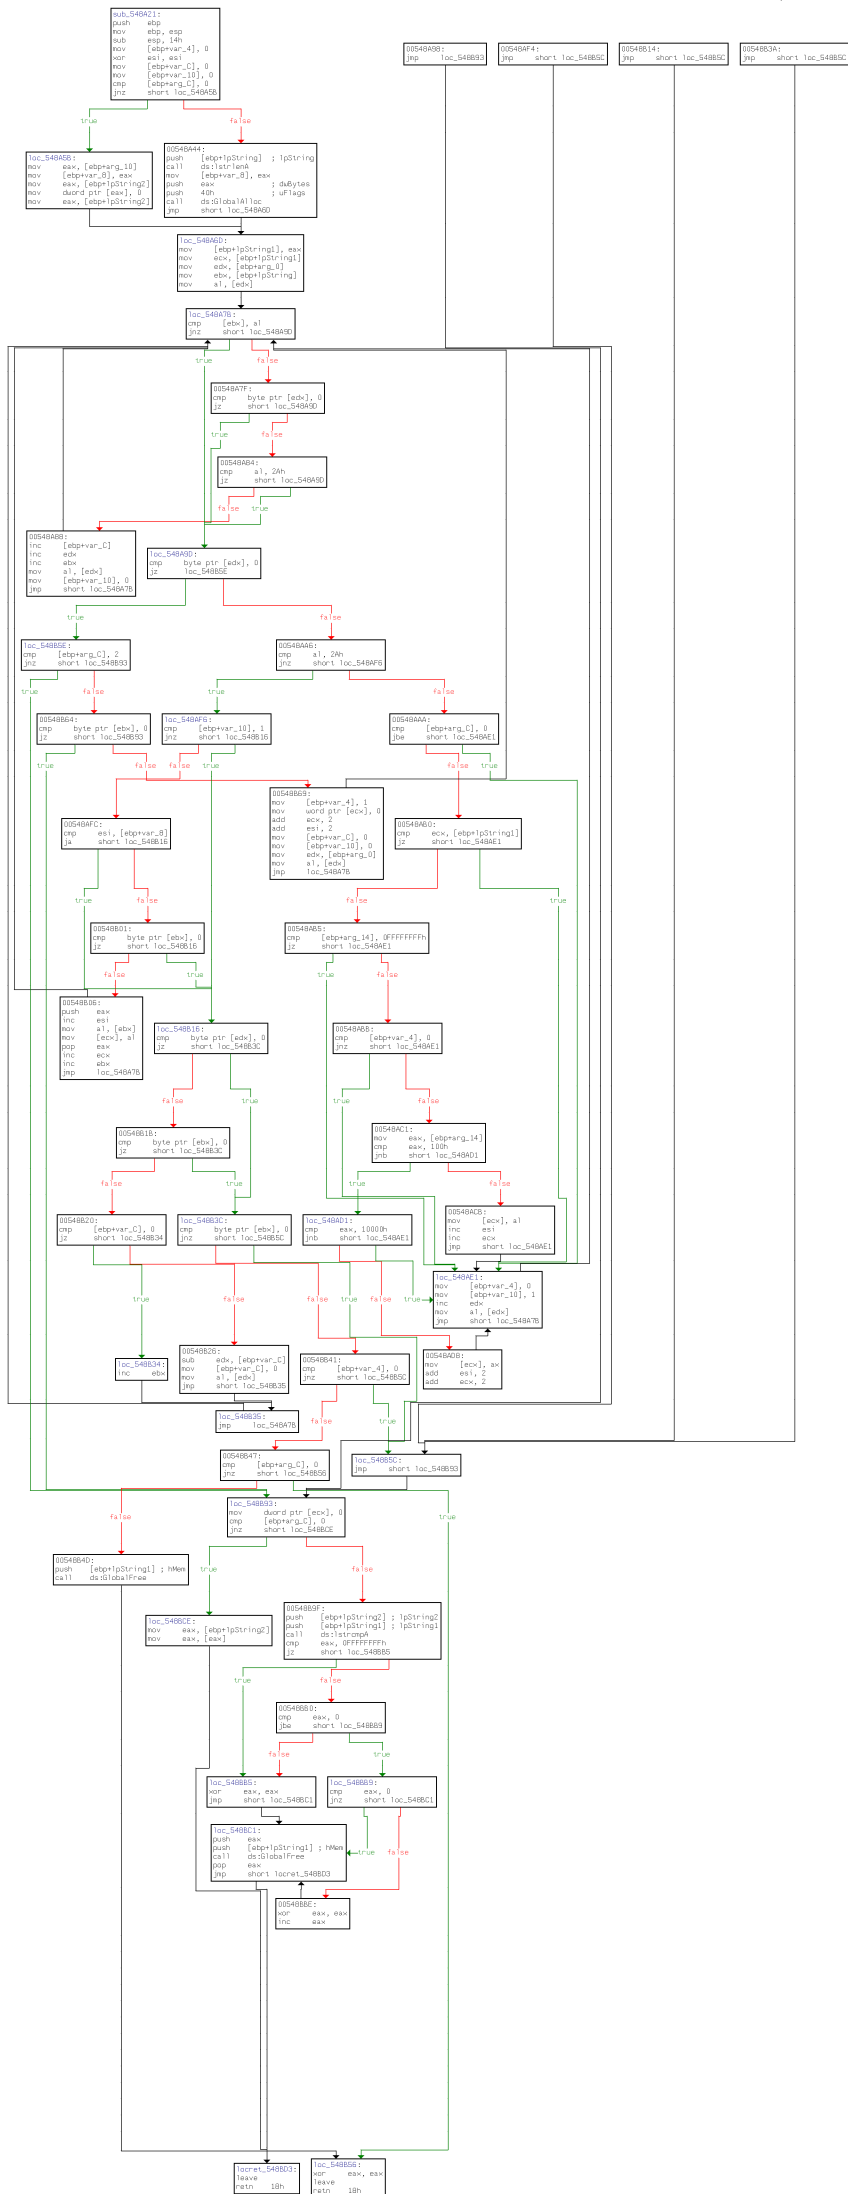 sub_548A21:
push ebp
mov ebp, esp
sub esp, 14h
mov [ebp+var_4], 0
xor esi, esi
mov [ebp+var_C], 0
mov [ebp+var_10], 0
cmp [ebp+arg_C], 0
jnz short loc_548A5B
00548A98:
jmp loc_548B93
00548AF4:
jmp short loc_548B5C
00548B14:
jmp short loc_548B5C
00548B3A:
jmp short loc_548B5C
true
false
loc_548A5B:
mov eax, [ebp+arg_10]
mov [ebp+var_8], eax
mov eax, [ebp+lpString2]
mov dword ptr [eax], 0
mov eax, [ebp+lpString2]
00548A44:
push [ebp+lpString] ; lpString
call ds:lstrlenA
mov [ebp+var_8], eax
push eax ; dwBytes
push 40h ; uFlags
call ds:GlobalAlloc
jmp short loc_548A6D
loc_548A6D:
mov [ebp+lpString1], eax
mov ecx, [ebp+lpString1]
mov edx, [ebp+arg_0]
mov ebx, [ebp+lpString]
mov al, [edx]
loc_548A7B:
cmp [ebx], al
jnz short loc_548A9D
true
false
00548A7F:
cmp byte ptr [edx], 0
jz short loc_548A9D
true
false
00548A84:
cmp al, 2Ah
jz short loc_548A9D
false
true
00548A88:
inc [ebp+var_C]
inc edx
inc ebx
mov al, [edx]
mov [ebp+var_10], 0
jmp short loc_548A7B
loc_548A9D:
cmp byte ptr [edx], 0
jz loc_548B5E
true
false
loc_548B5E:
cmp [ebp+arg_C], 2
jnz short loc_548B93
00548AA6:
cmp al, 2Ah
jnz short loc_548AF6
true
false
true
false
00548B64:
cmp byte ptr [ebx], 0
jz short loc_548B93
loc_548AF6:
cmp [ebp+var_10], 1
jnz short loc_548B16
00548AAA:
cmp [ebp+arg_C], 0
jbe short loc_548AE1
true
false
false
true
false
true
00548B69:
mov [ebp+var_4], 1
mov word ptr [ecx], 0
add ecx, 2
add esi, 2
mov [ebp+var_C], 0
mov [ebp+var_10], 0
mov edx, [ebp+arg_0]
mov al, [edx]
jmp loc_548A7B
00548AFC:
cmp esi, [ebp+var_8]
ja short loc_548B16
00548AB0:
cmp ecx, [ebp+lpString1]
jz short loc_548AE1
true
false
false
true
00548B01:
cmp byte ptr [ebx], 0
jz short loc_548B16
00548AB5:
cmp [ebp+arg_14], 0FFFFFFFFh
jz short loc_548AE1
false
true
true
false
00548B06:
push eax
inc esi
mov al, [ebx]
mov [ecx], al
pop eax
inc ecx
inc ebx
jmp loc_548A7B
loc_548B16:
cmp byte ptr [edx], 0
jz short loc_548B3C
00548ABB:
cmp [ebp+var_4], 0
jnz short loc_548AE1
false
true
true
false
00548B1B:
cmp byte ptr [ebx], 0
jz short loc_548B3C
00548AC1:
mov eax, [ebp+arg_14]
cmp eax, 100h
jnb short loc_548AD1
false
true
true
false
00548B20:
cmp [ebp+var_C], 0
jz short loc_548B34
loc_548B3C:
cmp byte ptr [ebx], 0
jnz short loc_548B5C
loc_548AD1:
cmp eax, 10000h
jnb short loc_548AE1
00548ACB:
mov [ecx], al
inc esi
inc ecx
jmp short loc_548AE1
loc_548AE1:
mov [ebp+var_4], 0
mov [ebp+var_10], 1
inc edx
mov al, [edx]
jmp short loc_548A7B
true
false
false
true
false
true
loc_548B34:
inc ebx
00548B26:
sub edx, [ebp+var_C]
mov [ebp+var_C], 0
mov al, [edx]
jmp short loc_548B35
00548B41:
cmp [ebp+var_4], 0
jnz short loc_548B5C
00548ADB:
mov [ecx], ax
add esi, 2
add ecx, 2
loc_548B35:
jmp loc_548A7B
false
true
00548B47:
cmp [ebp+arg_C], 0
jnz short loc_548B56
loc_548B5C:
jmp short loc_548B93
false
true
loc_548B93:
mov dword ptr [ecx], 0
cmp [ebp+arg_C], 0
jnz short loc_548BCE
00548B4D:
push [ebp+lpString1] ; hMem
call ds:GlobalFree
true
false
loc_548BCE:
mov eax, [ebp+lpString2]
mov eax, [eax]
00548B9F:
push [ebp+lpString2] ; lpString2
push [ebp+lpString1] ; lpString1
call ds:lstrcmpA
cmp eax, 0FFFFFFFFh
jz short loc_548BB5
true
false
00548BB0:
cmp eax, 0
jbe short loc_548BB9
false
true
loc_548BB5:
xor eax, eax
jmp short loc_548BC1
loc_548BB9:
cmp eax, 0
jnz short loc_548BC1
loc_548BC1:
push eax
push [ebp+lpString1] ; hMem
call ds:GlobalFree
pop eax
jmp short locret_548BD3
true
false
00548BBE:
xor eax, eax
inc eax
locret_548BD3:
leave
retn 18h
loc_548B56:
xor eax, eax
leave
retn 18h